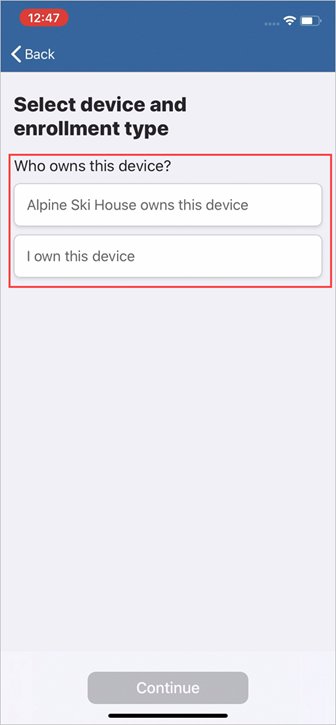 12:47
Back
Select device and
enrollment type
Who owns this device?
Alpine Ski House owns this device
I own this device
Continue